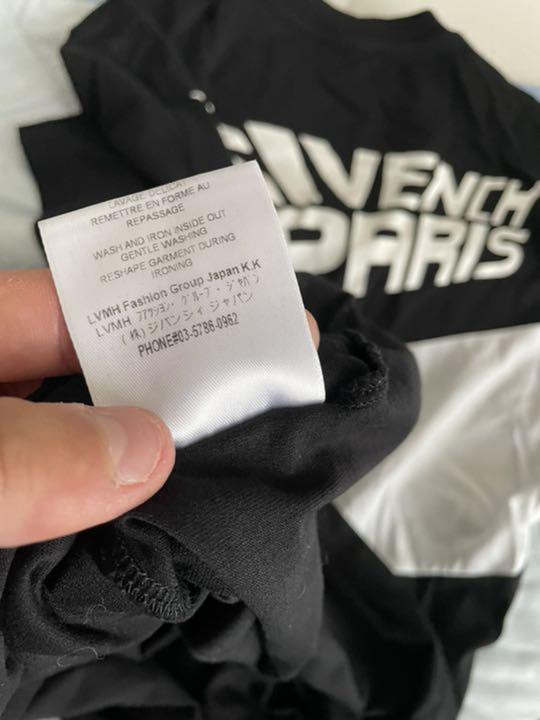 LAVAGE DELICAT
REMETTRE EN FORME AU
REPASSAGE
WASH AND IRON INSIDE OUT
GENTLE WASHING
RESHAPE GARMENT DURING
IRONING
LVMH Fashion Group Japan K.K
LVMH ファッション・グループ・ジャパン
(株)ジバンシィ ジャパン
PHONE#03-5786-0962
GIVENCH
PARIS